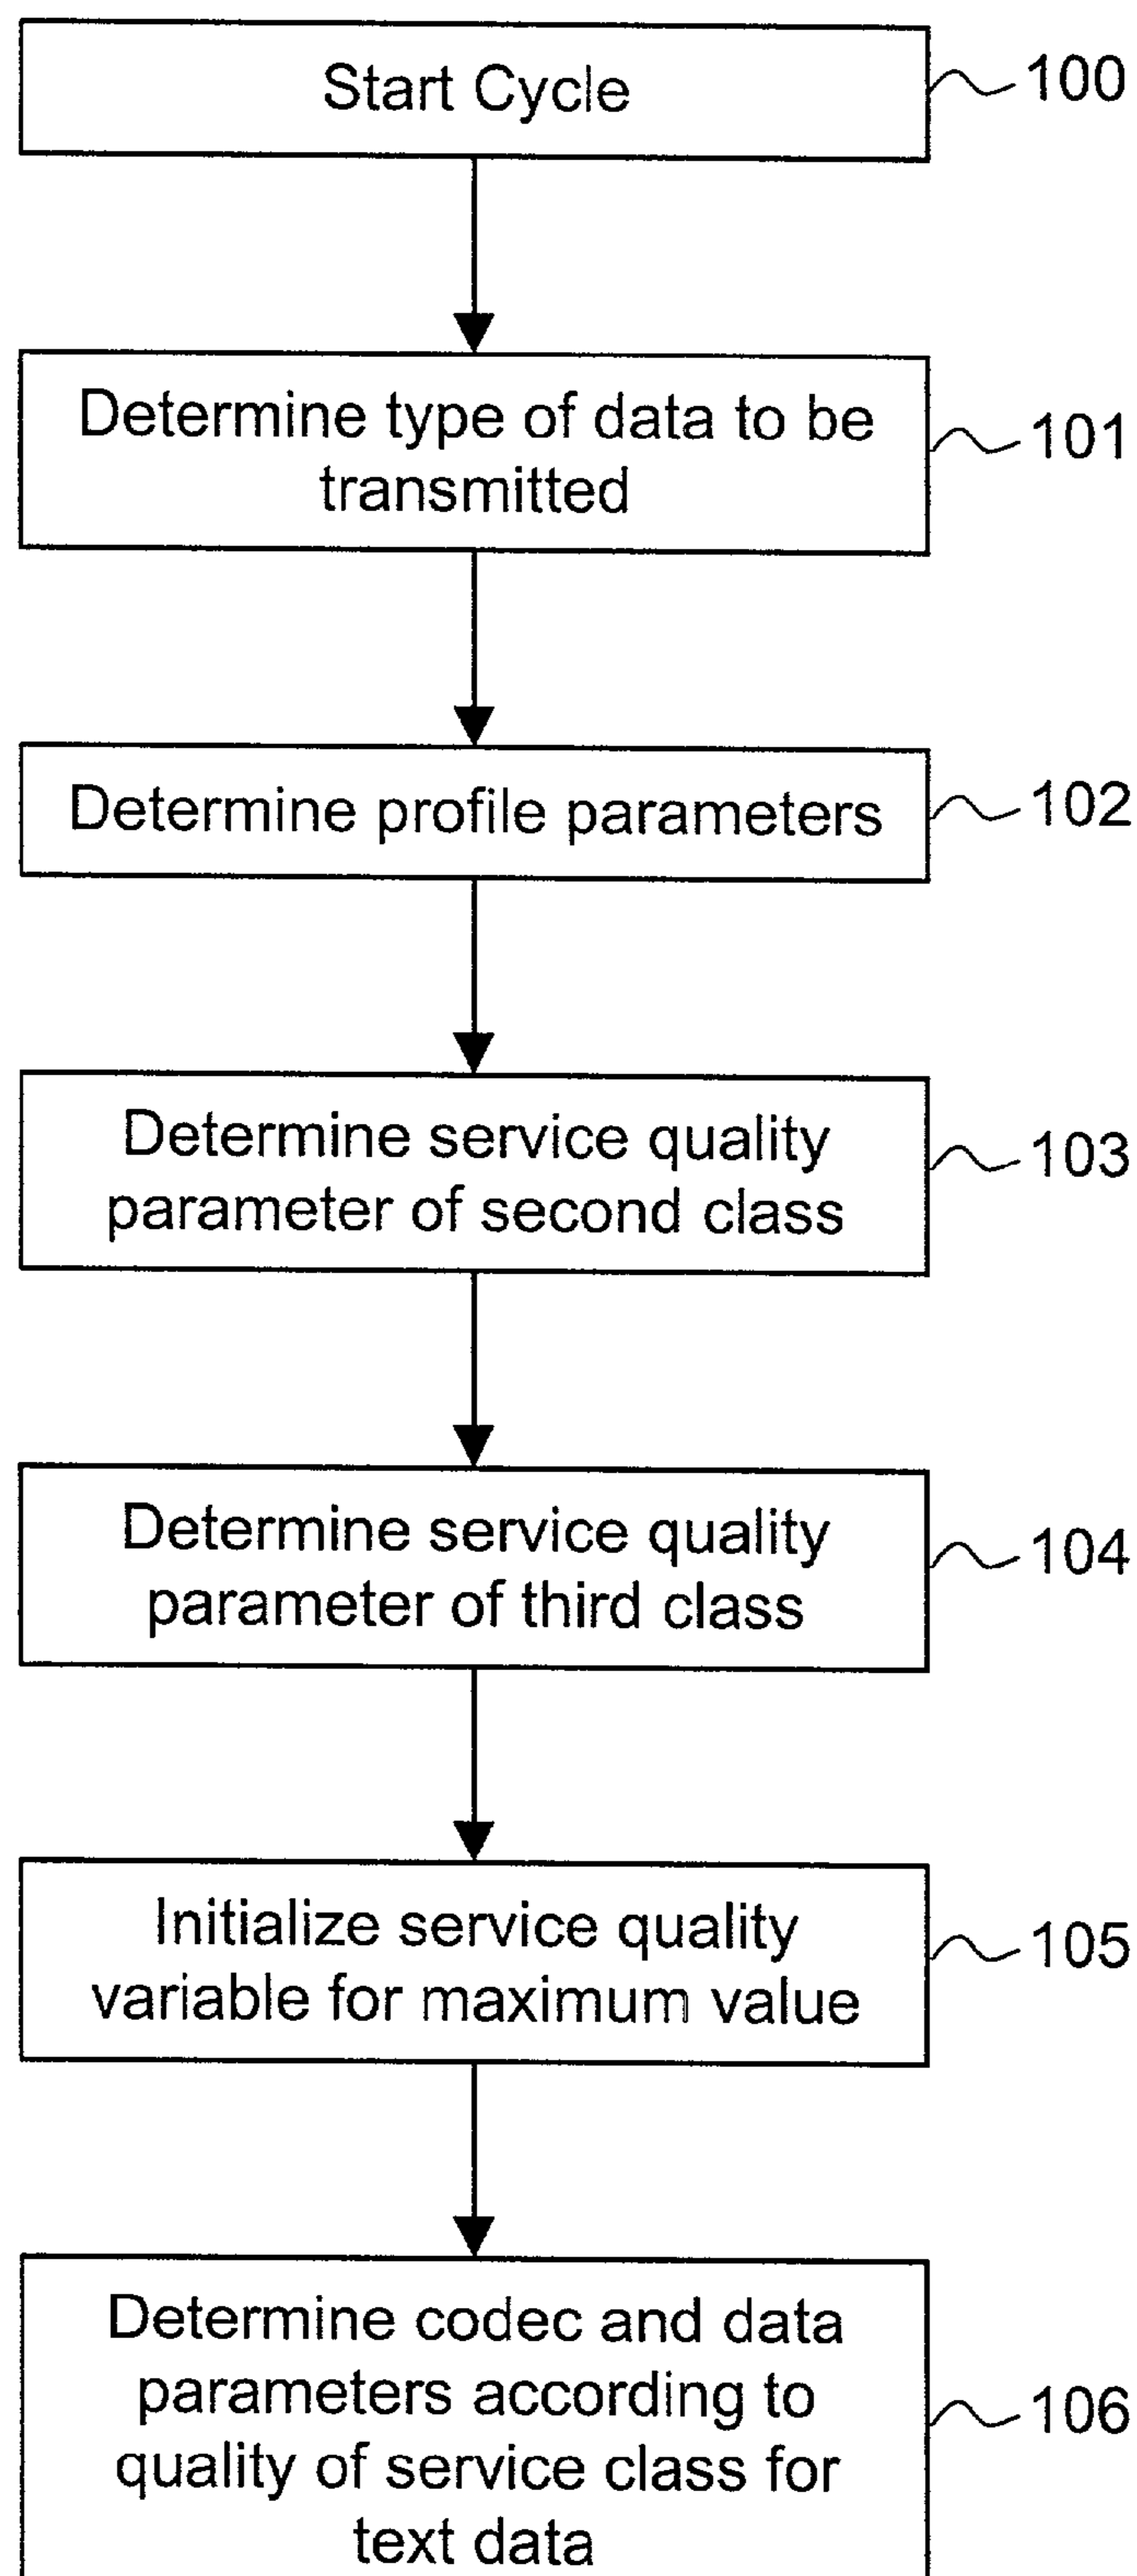 Start Cycle
100
Determine type of data to be
transmitted
101
Determine profile parameters
102
Determine service quality
parameter of second class
103
Determine service quality
parameter of third class
104
Initialize service quality
variable for maximum value
105
Determine codec and data
parameters according to
quality of service class for
text data
106